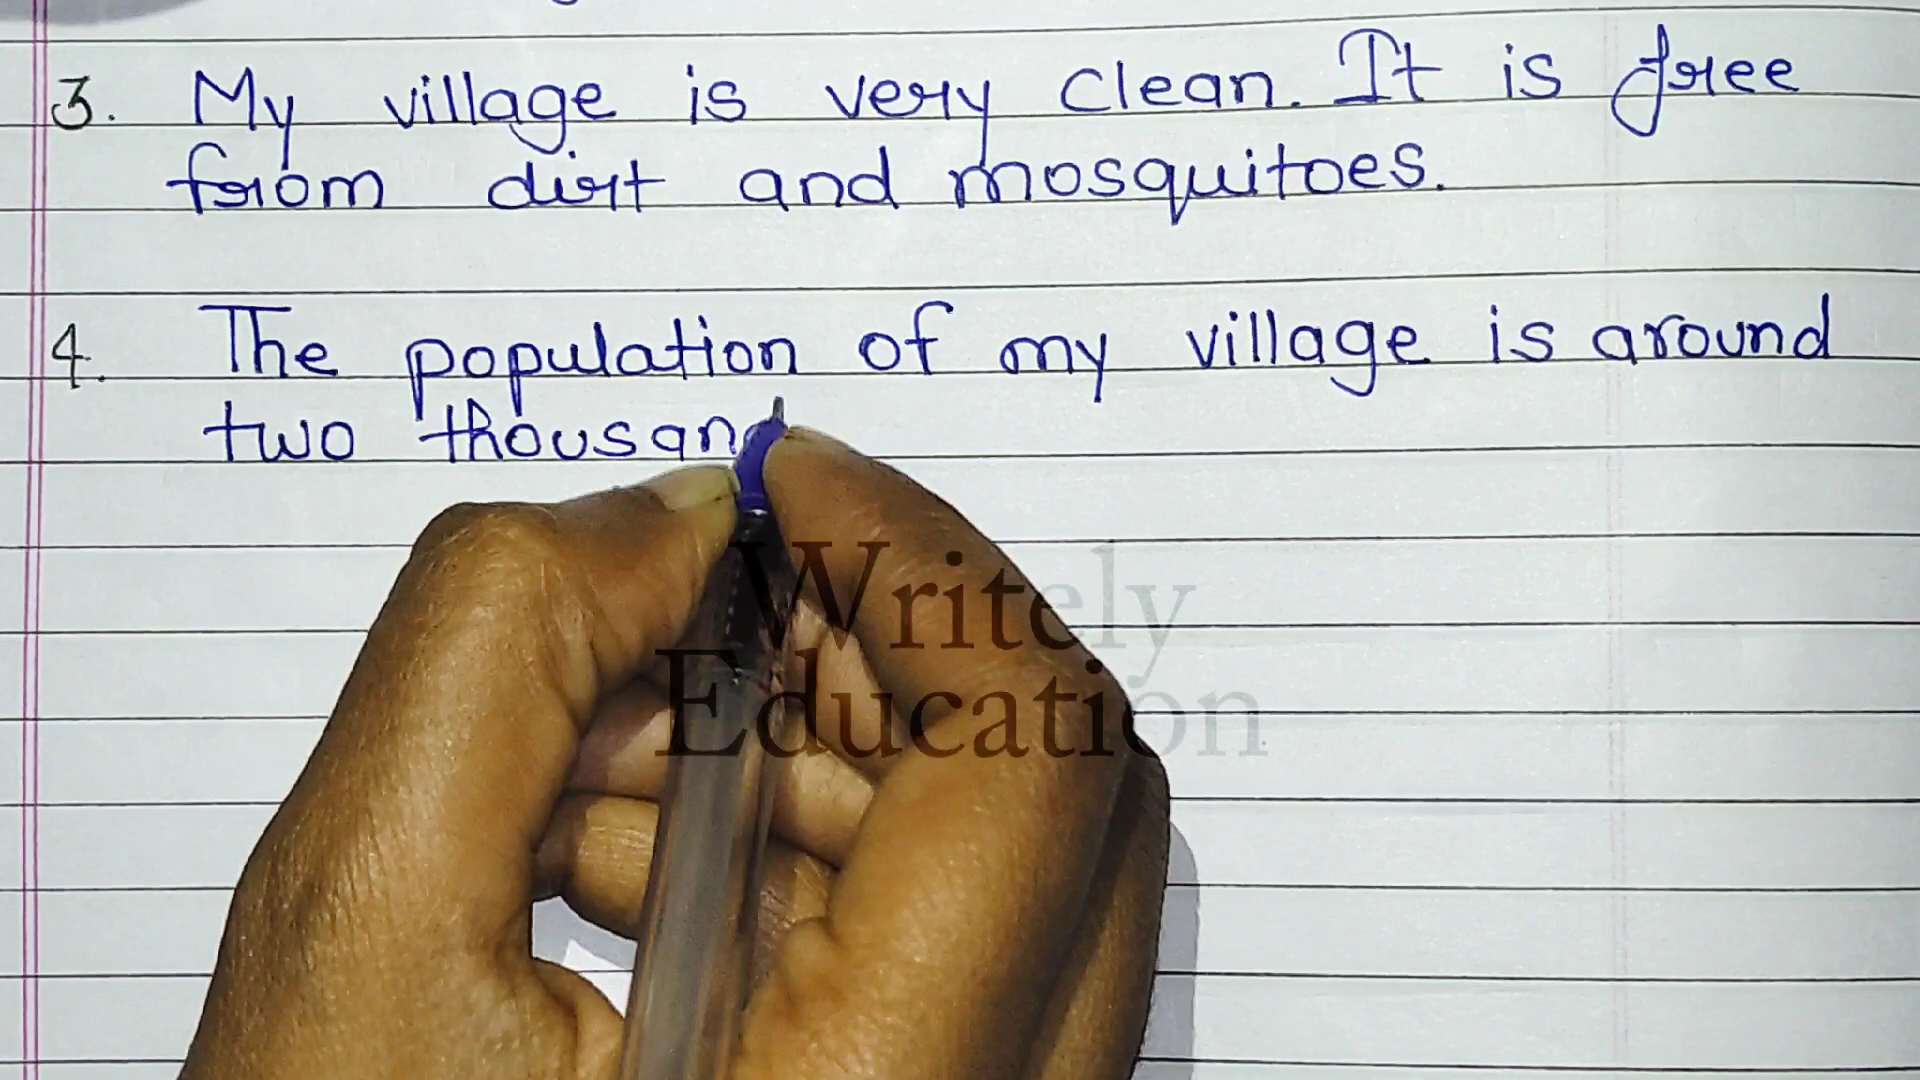 3. My village is very clean. It is free
from dirt and mosquitoes.
4. The population of my village is around
two thousand
Writely
Education